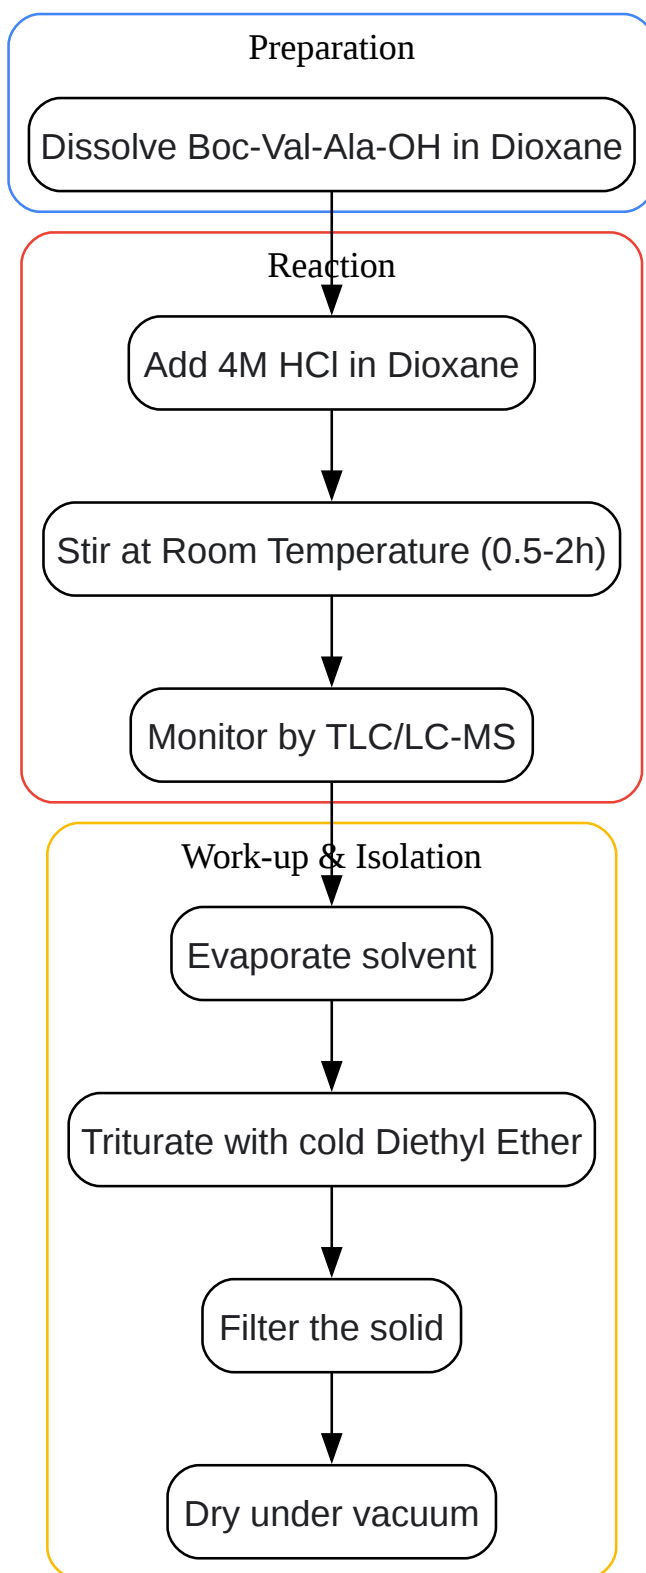 Preparation
Dissolve Boc-Val-Ala-OH in Dioxane
Reaction
Add 4M HCl in Dioxane
Stir at Room Temperature (0.5-2h)
Monitor by TLC/LC-MS
Work-up & Isolation
Evaporate solvent
Triturate with cold Diethyl Ether
Filter the solid
Dry under vacuum